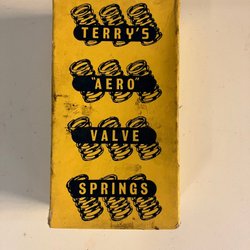 TERRY'S
"AERO"
VALVE
SPRINGS